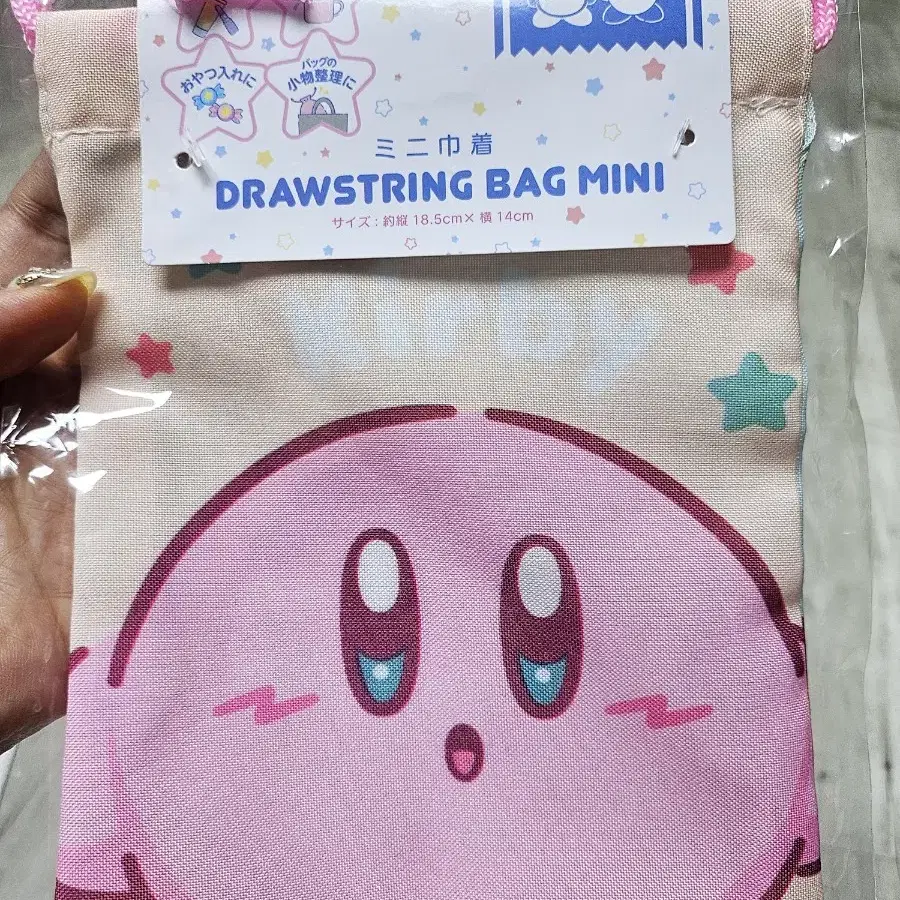 おやつ入れに
バッグの
小物整理に
ミニ巾着
DRAWSTRING BAG MINI
サイズ:約縦 18.5cm× 横 14cm
Kirby